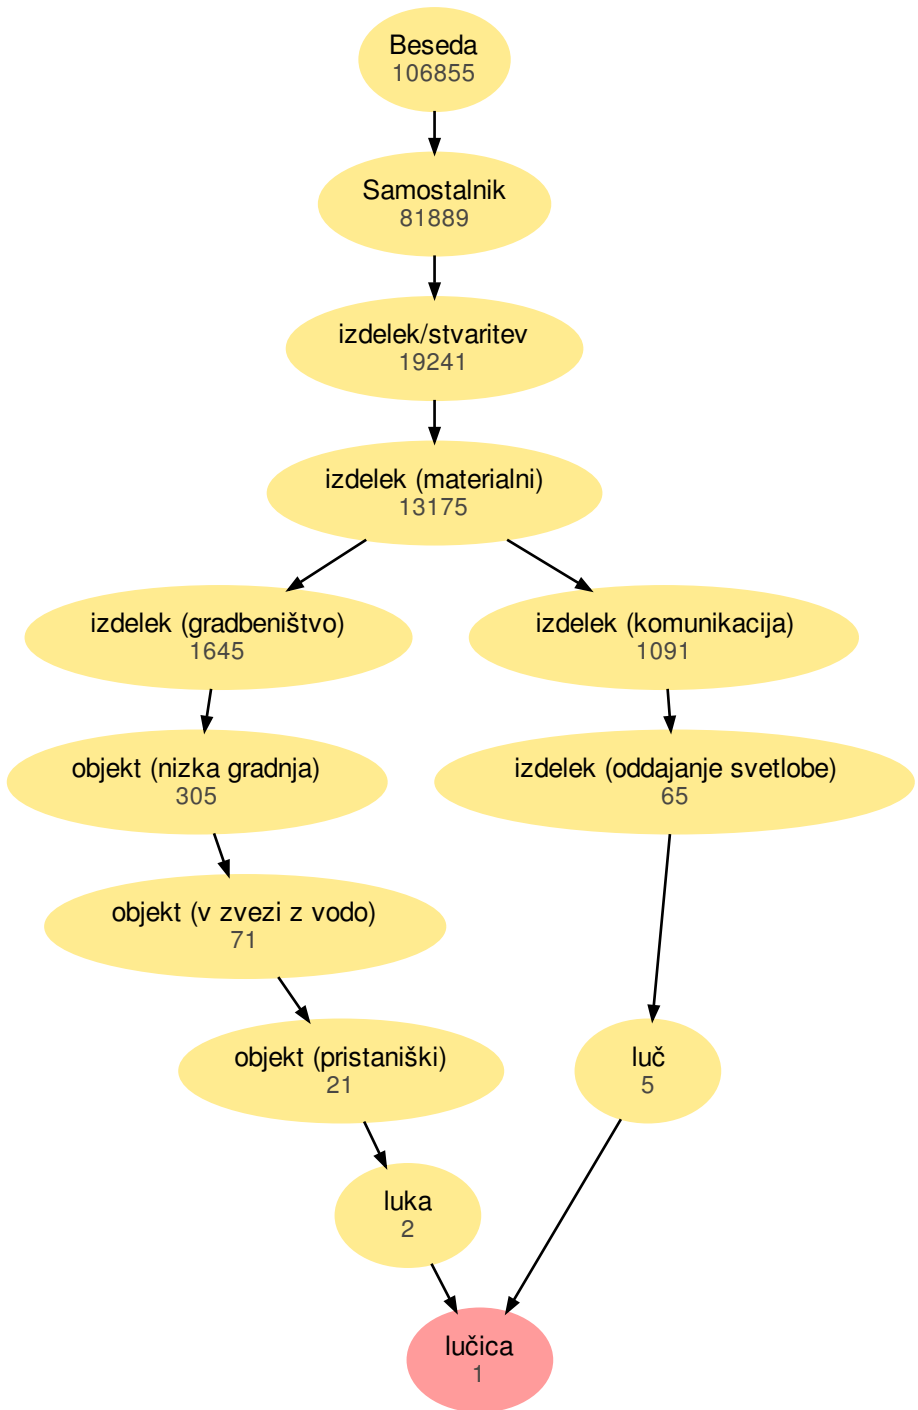 Beseda
106855
Samostalnik
81889
izdelek/stvaritev
19241
izdelek (materialni)
13175
izdelek (gradbeništvo)
1645
izdelek (komunikacija)
1091
objekt (nizka gradnja)
305
izdelek (oddajanje svetlobe)
65
objekt (v zvezi z vodo)
71
objekt (pristaniški)
21
luč
5
luka
2
lučica
1